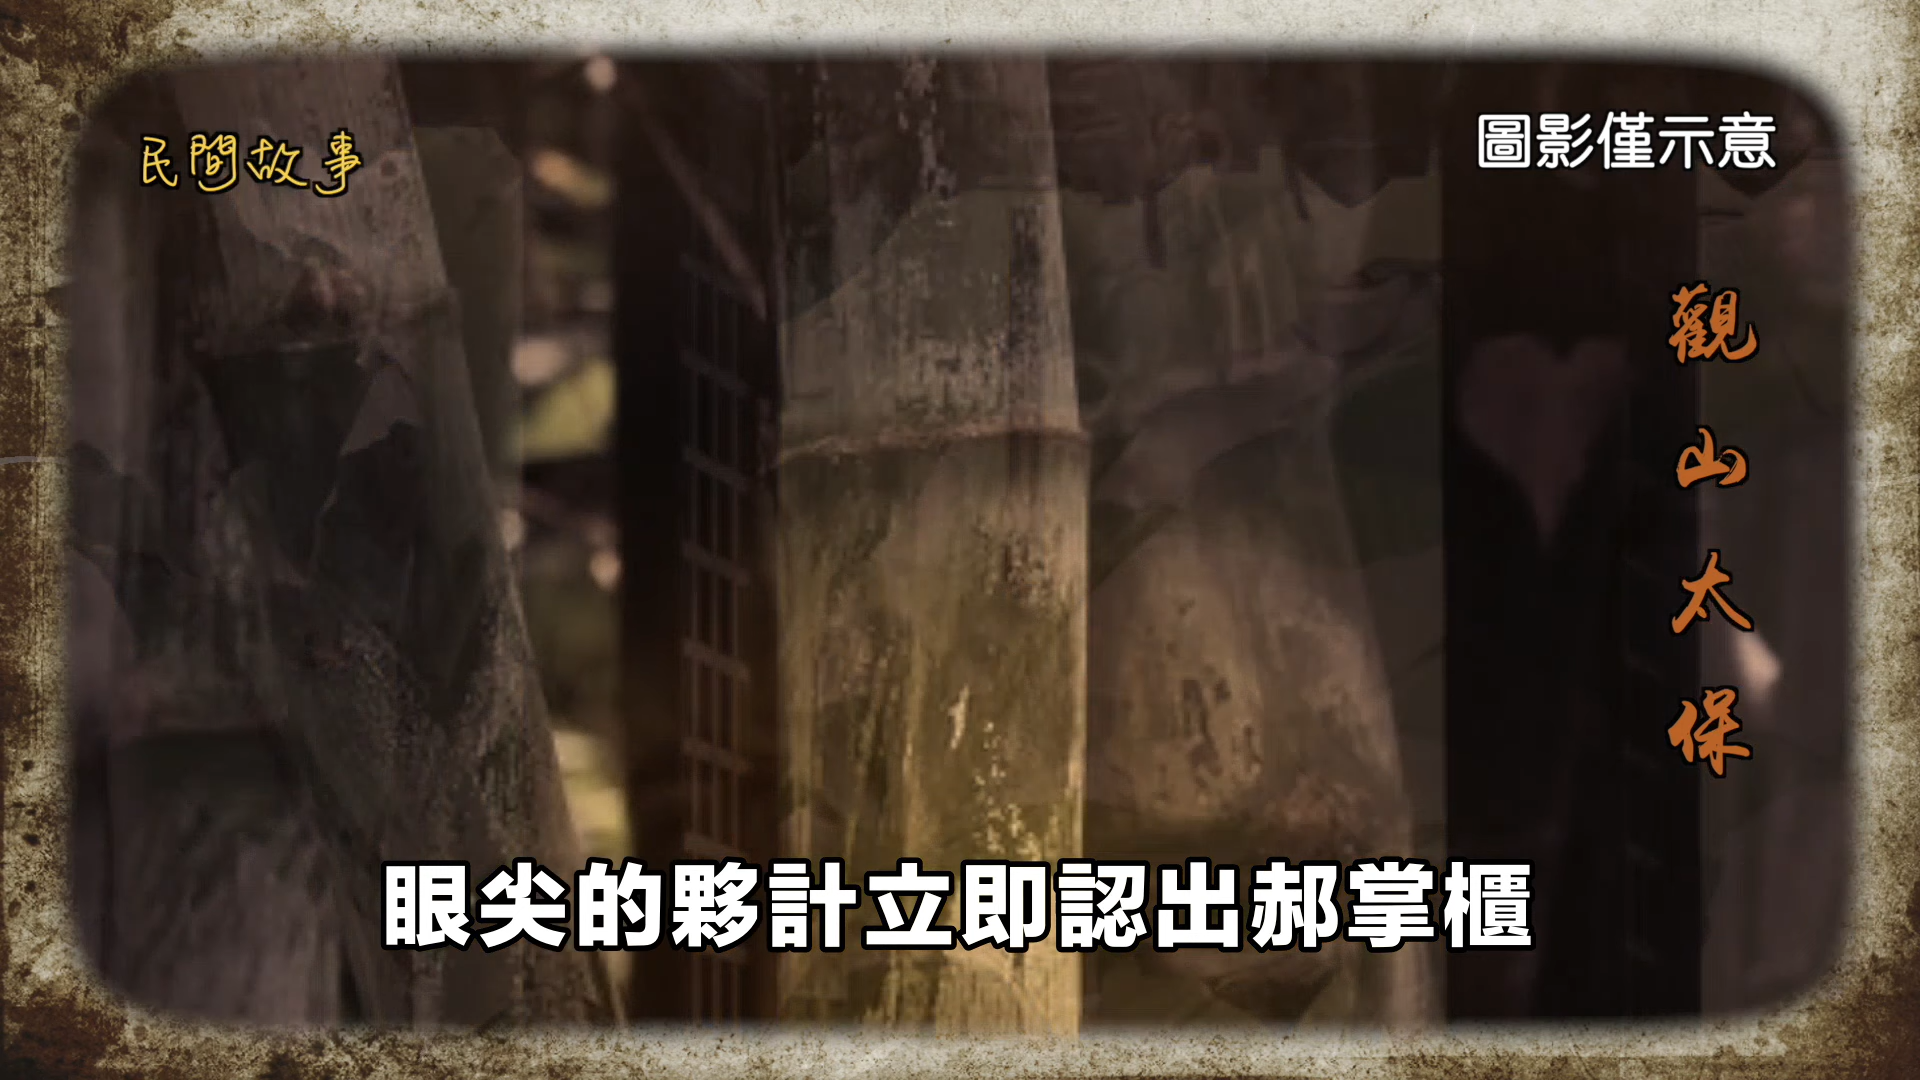 民間故事
圖影僅示意
觀山太保
眼尖的夥計立即認出郝掌櫃